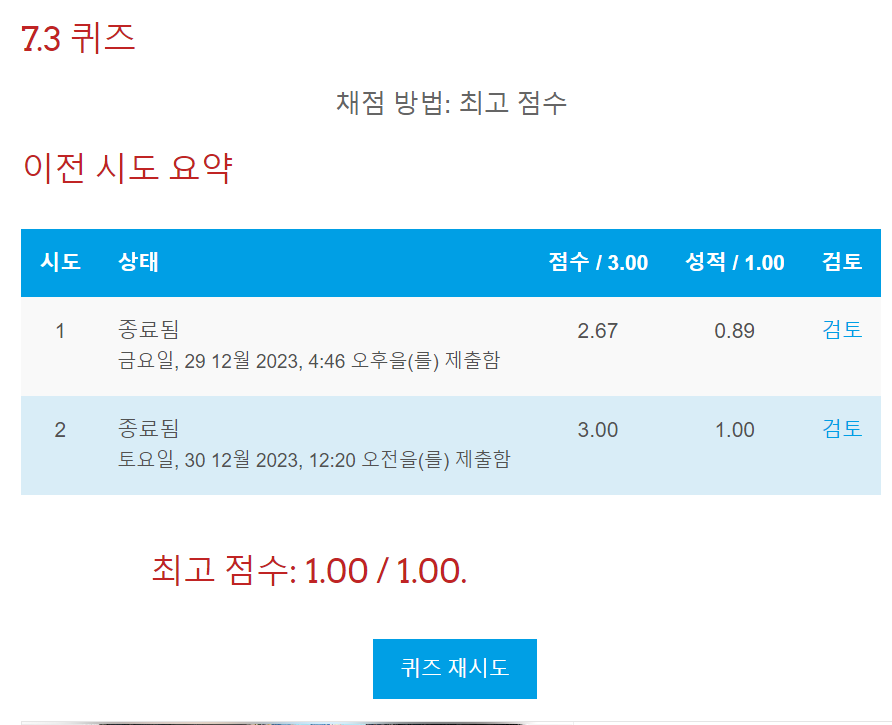 7.3 퀴즈
채점 방법: 최고 점수
이전 시도 요약
시도 상태 점수 / 3.00 성적 / 1.00 검토
1 종료됨 2.67 0.89 검토
금요일, 29 12월 2023, 4:46 오후을(를) 제출함
2 종료됨 3.00 1.00 검토
토요일, 30 12월 2023, 12:20 오전을(를) 제출함
최고 점수: 1.00 / 1.00.
퀴즈 재시도